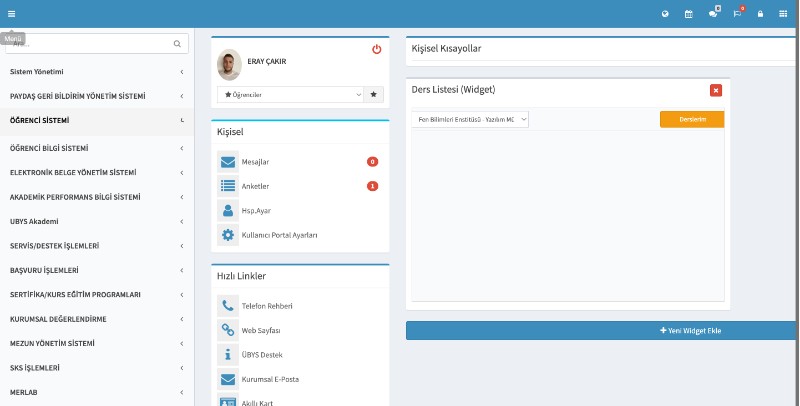 0
0
Menü
Ara...
Sistem Yönetimi
PAYDAŞ GERİ BİLDİRİM YÖNETİM SİSTEMİ
ÖĞRENCİ SİSTEMİ
ÖĞRENCİ BİLGİ SİSTEMİ
ELEKTRONİK BELGE YÖNETİM SİSTEMİ
AKADEMİK PERFORMANS BİLGİ SİSTEMİ
UBYS Akademi
SERVİS/DESTEK İŞLEMLERİ
BAŞVURU İŞLEMLERİ
SERTİFİKA/KURS EĞİTİM PROGRAMLARI
KURUMSAL DEĞERLENDİRME
MEZUN YÖNETİM SİSTEMİ
SKS İŞLEMLERİ
MERLAB
ERAY ÇAKIR
Öğrenciler
Kişisel
Mesajlar 0
Anketler 1
Hsp.Ayar
Kullanıcı Portal Ayarları
Hızlı Linkler
Telefon Rehberi
Web Sayfası
ÜBYS Destek
Kurumsal E-Posta
Akıllı Kart
Kişisel Kısayollar
Ders Listesi (Widget)
Fen Bilimleri Enstitüsü - Yazılım Mü
Derslerim
Yeni Widget Ekle